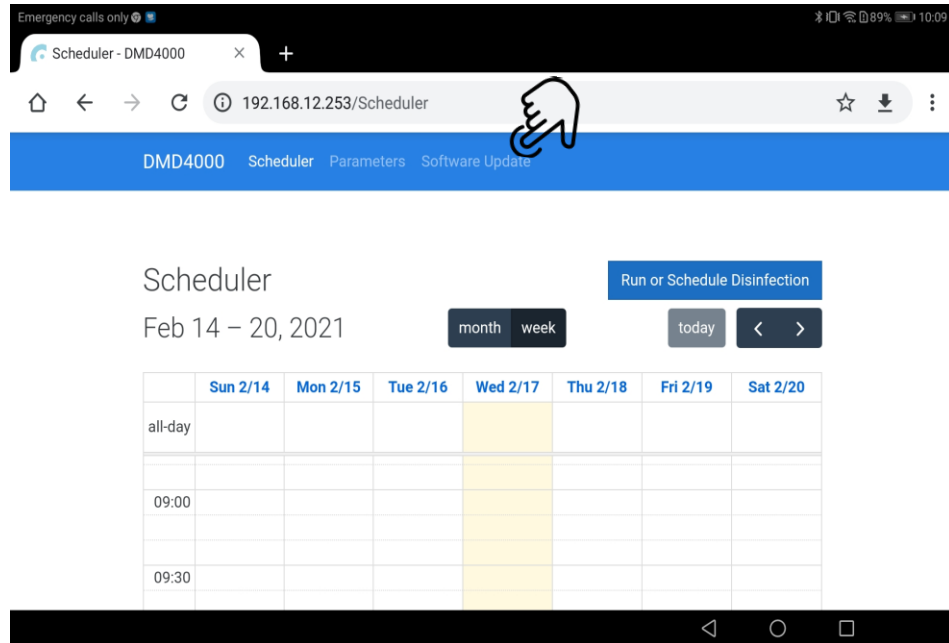 Emergency calls only 89% 10:09
Scheduler - DMD4000
192.168.12.253/Scheduler
DMD4000 Scheduler Parameters Software Update
Scheduler
Run or Schedule Disinfection
Feb 14 – 20, 2021 month week today
Sun 2/14 Mon 2/15 Tue 2/16 Wed 2/17 Thu 2/18 Fri 2/19 Sat 2/20
all-day
09:00
09:30